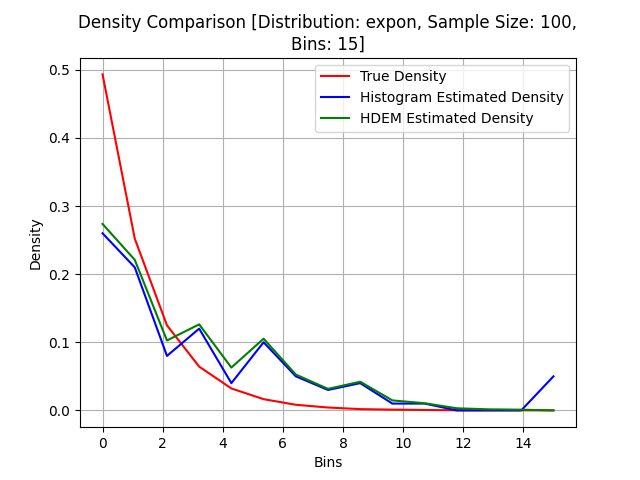 Density Comparison [Distribution: expon, Sample Size: 100,
Bins: 15]
True Density
Histogram Estimated Density
HDEM Estimated Density
Density
0.5
0.4
0.3
0.2
0.1
0.0
0 2 4 6 8 10 12 14
Bins